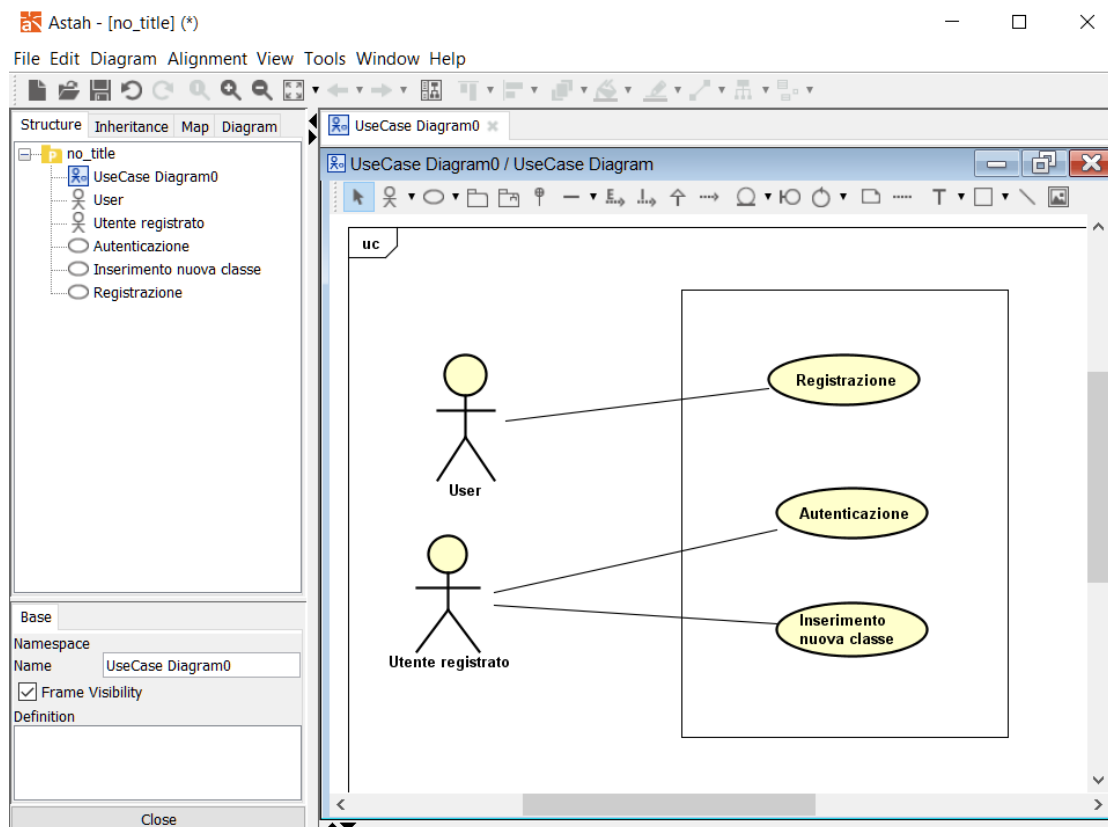 Astah - [no_title] (*)
File Edit Diagram Alignment View Tools Window Help
Structure Inheritance Map Diagram
no_title
UseCase Diagram0
User
Utente registrato
Autenticazione
Inserimento nuova classe
Registrazione
Base
Namespace
Name UseCase Diagram0
Frame Visibility
Definition
Close
UseCase Diagram0
UseCase Diagram0 / UseCase Diagram
uc
User
Utente registrato
Registrazione
Autenticazione
Inserimento
nuova classe